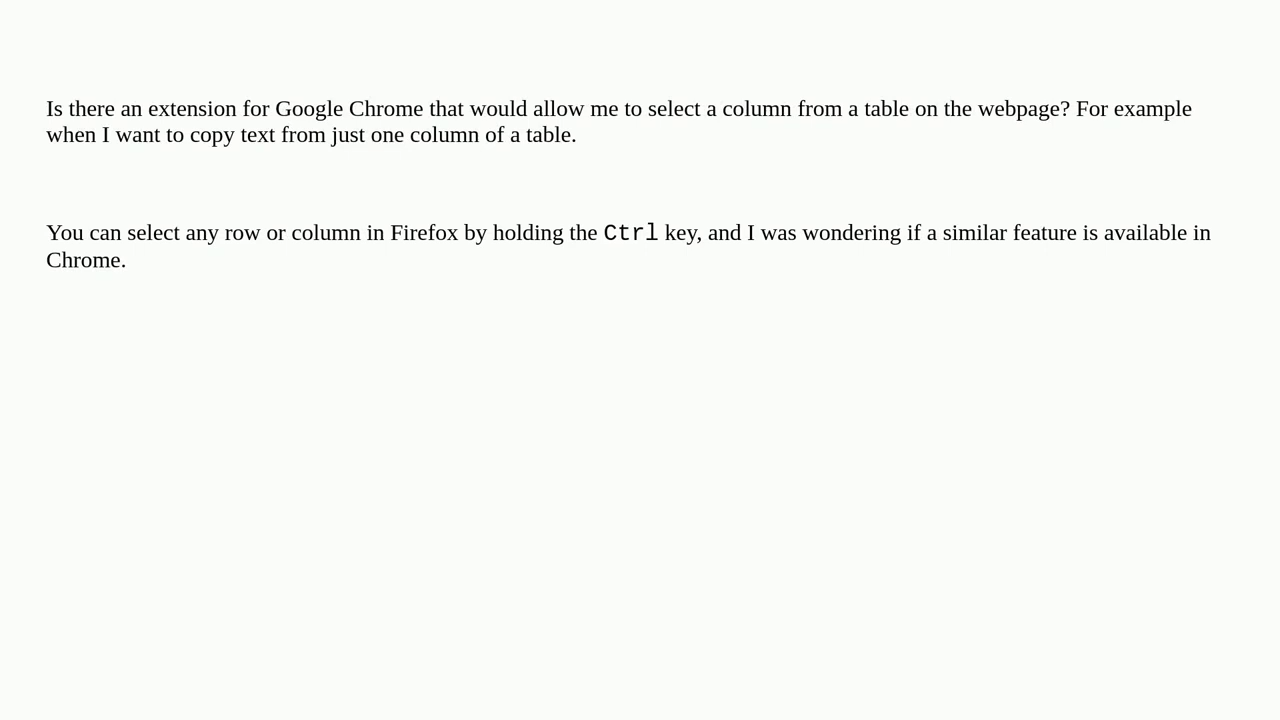 Is there an extension for Google Chrome that would allow me to select a column from a table on the webpage? For example
when I want to copy text from just one column of a table.
You can select any row or column in Firefox by holding the Ctrl key, and I was wondering if a similar feature is available in
Chrome.